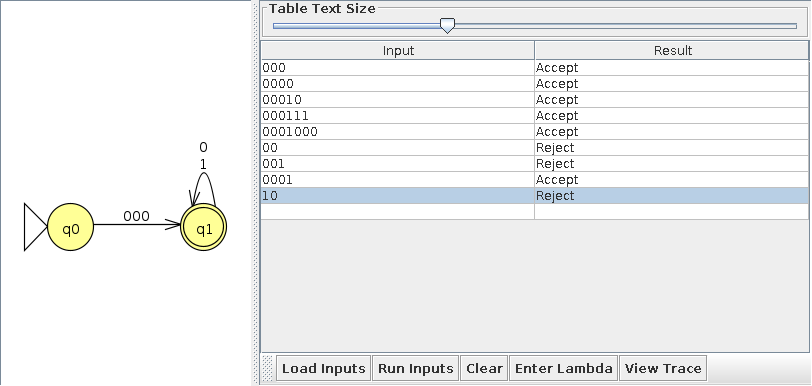 Table Text Size
Input Result
000 Accept
0000 Accept
00010 Accept
000111 Accept
0001000 Accept
00 Reject
001 Reject
0001 Accept
10 Reject
0
1
q0 000 q1
Load Inputs Run Inputs Clear Enter Lambda View Trace